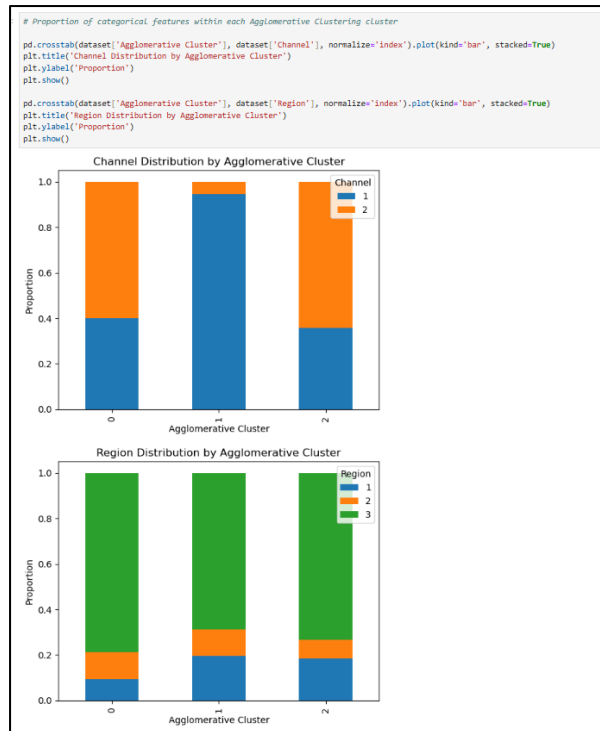 # Proportion of categorical features within each Agglomerative Clustering cluster
pd.crosstab(dataset['Agglomerative Cluster'], dataset['Channel'], normalize='index').plot(kind='bar', stacked=True)
plt.title('Channel Distribution by Agglomerative Cluster')
plt.ylabel('Proportion')
plt.show()
pd.crosstab(dataset['Agglomerative Cluster'], dataset['Region'], normalize='index').plot(kind='bar', stacked=True)
plt.title('Region Distribution by Agglomerative Cluster')
plt.ylabel('Proportion')
plt.show()
Channel Distribution by Agglomerative Cluster
Channel
1
2
1.0
0.8
0.6
0.4
0.2
0.0
Proportion
0
1
2
Agglomerative Cluster
Region Distribution by Agglomerative Cluster
Region
1
2
3
1.0
0.8
0.6
0.4
0.2
0.0
Proportion
0
1
2
Agglomerative Cluster